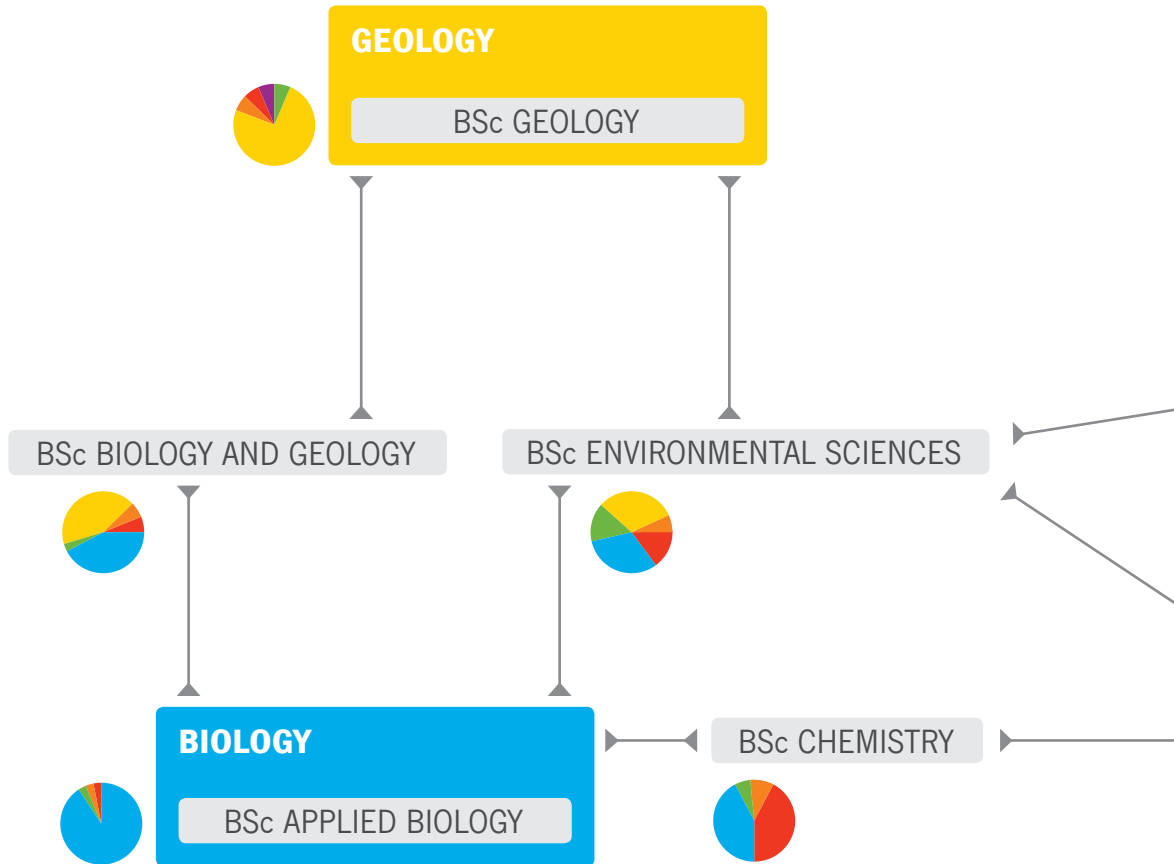 GEOLOGY
BSc GEOLOGY
BSc BIOLOGY AND GEOLOGY
BSc ENVIRONMENTAL SCIENCES
BIOLOGY
BSc CHEMISTRY
BSc APPLIED BIOLOGY